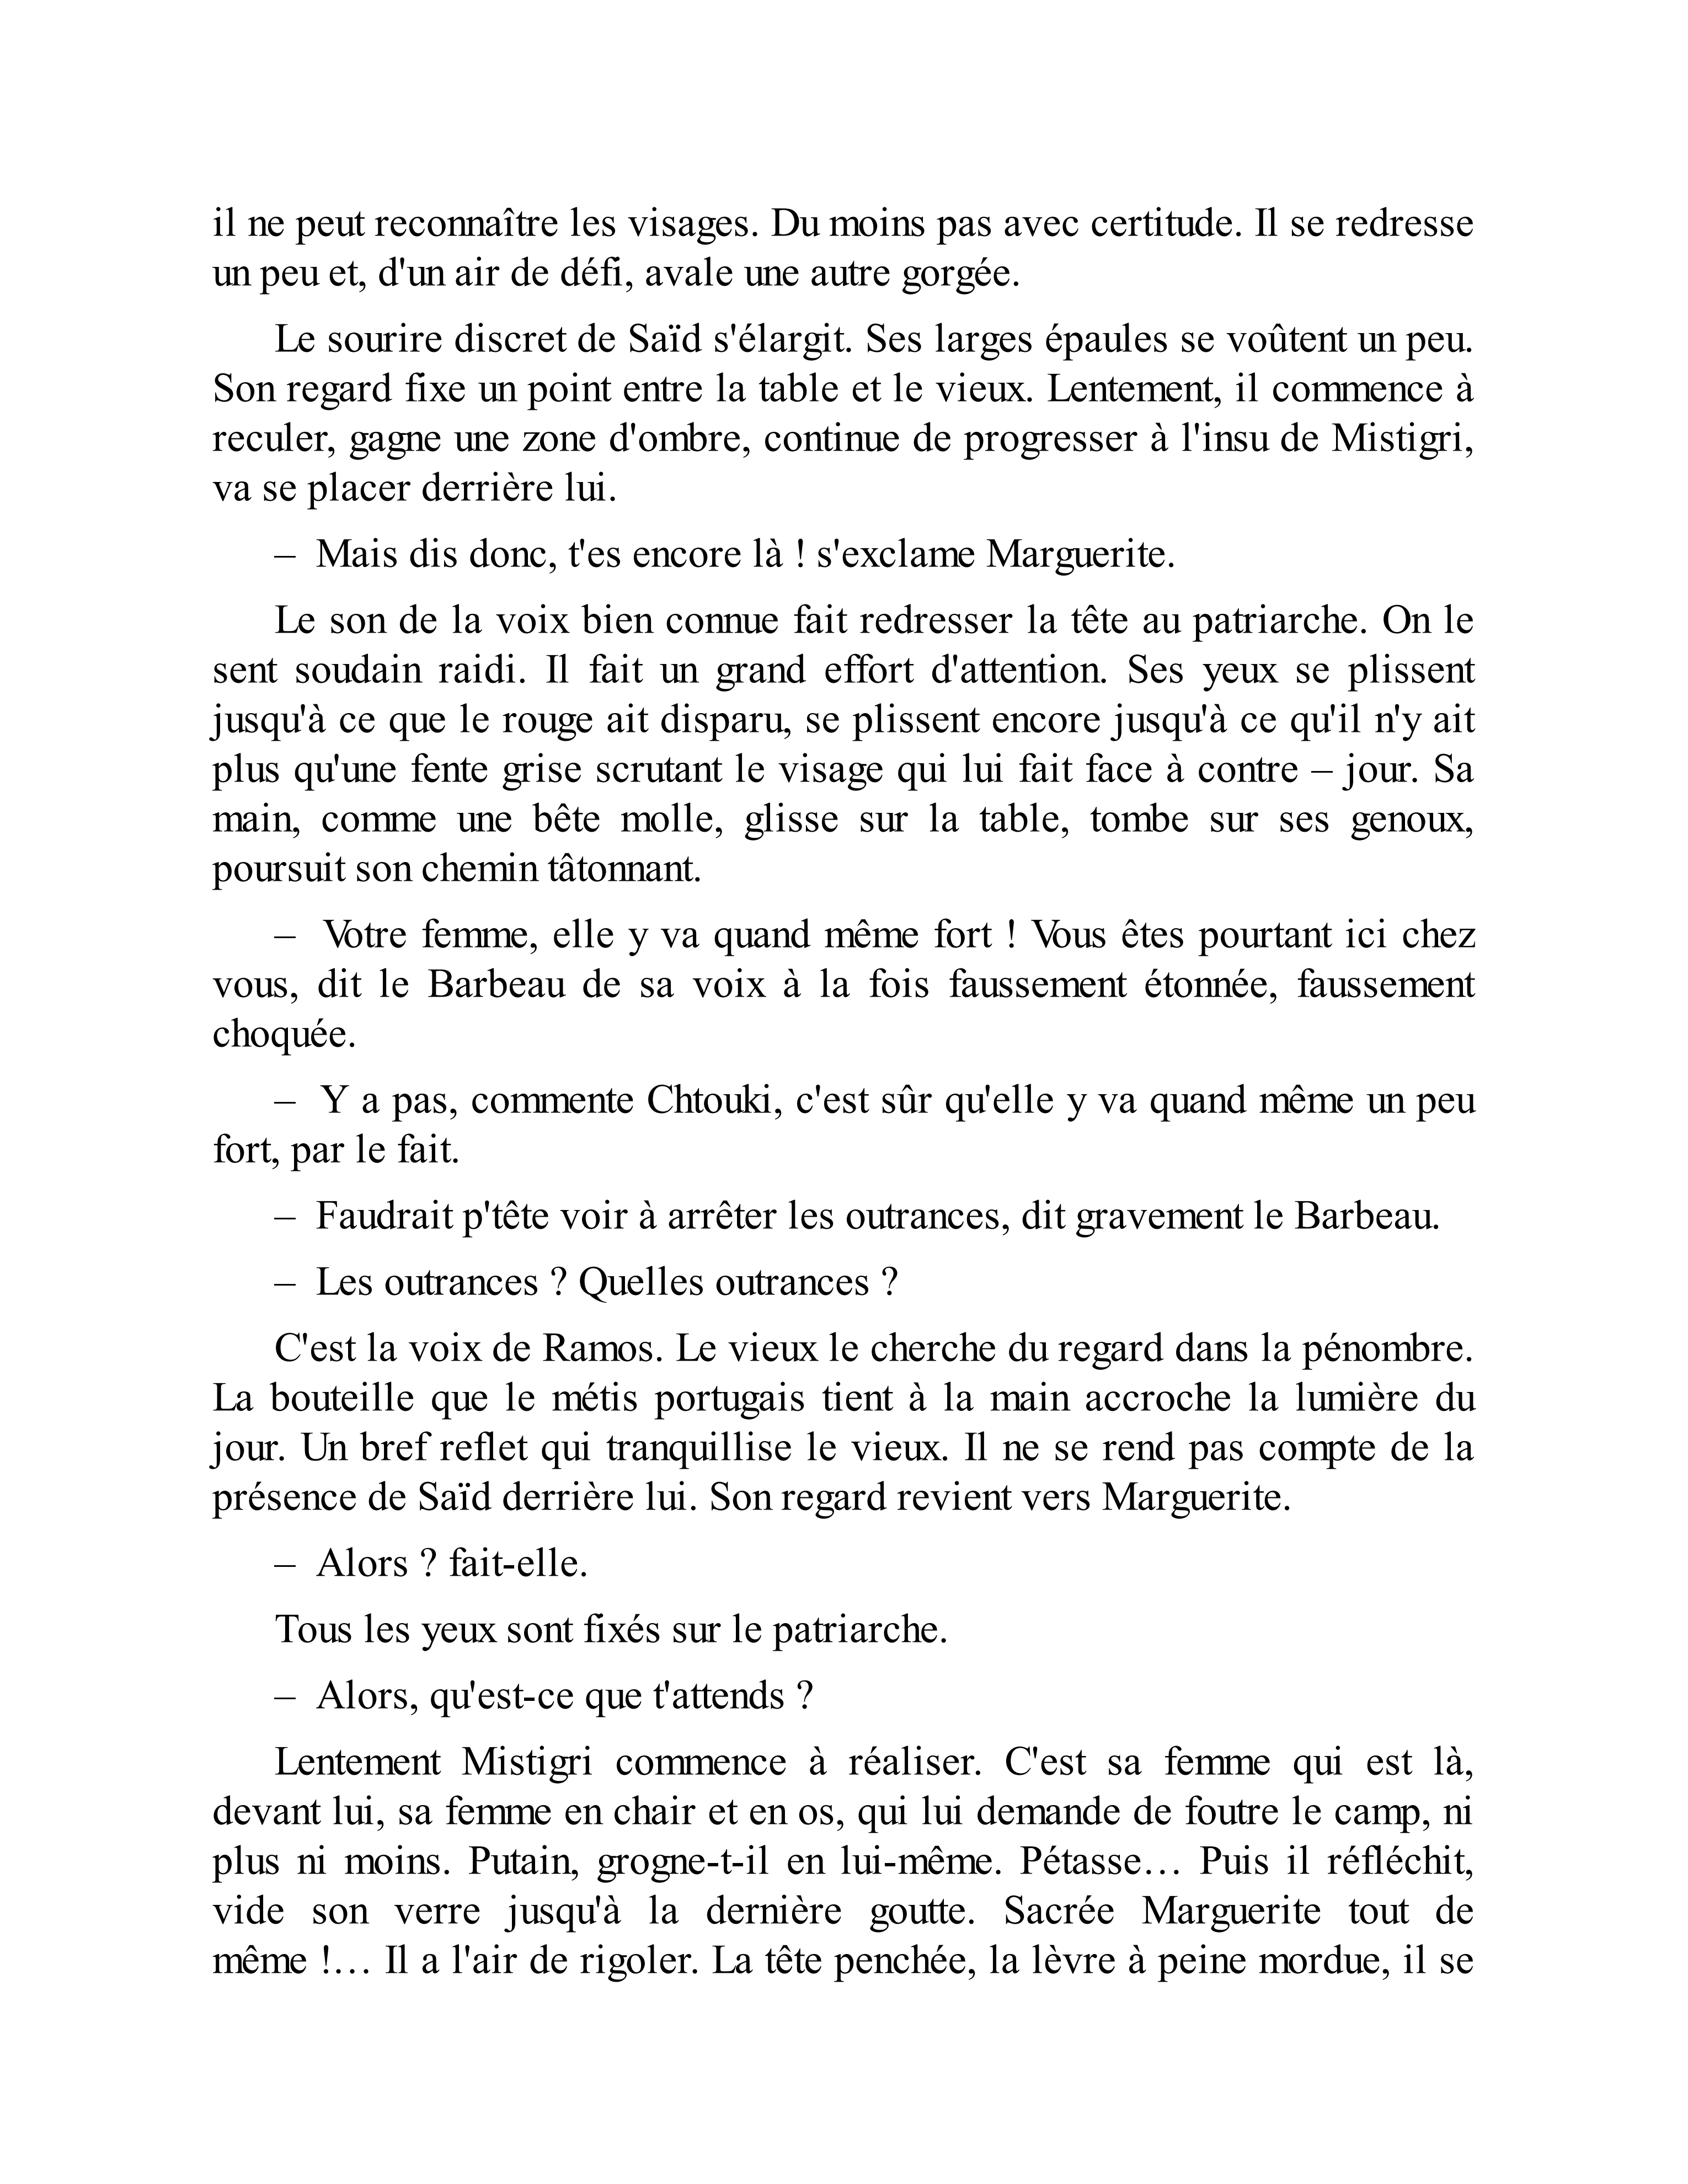 il ne peut reconnaître les visages. Du moins pas avec certitude. Il se redresse
un peu et, d'un air de défi, avale une autre gorgée.
Le sourire discret de Saïd s'élargit. Ses larges épaules se voûtent un peu.
Son regard fixe un point entre la table et le vieux. Lentement, il commence à
reculer, gagne une zone d'ombre, continue de progresser à l'insu de Mistigri,
va se placer derrière lui.
– Mais dis donc, t'es encore là ! s'exclame Marguerite.
Le son de la voix bien connue fait redresser la tête au patriarche. On le
sent soudain raidi. Il fait un grand effort d'attention. Ses yeux se plissent
jusqu'à ce que le rouge ait disparu, se plissent encore jusqu'à ce qu'il n'y ait
plus qu'une fente grise scrutant le visage qui lui fait face à contre – jour. Sa
main, comme une bête molle, glisse sur la table, tombe sur ses genoux,
poursuit son chemin tâtonnant.
– Votre femme, elle y va quand même fort ! Vous êtes pourtant ici chez
vous, dit le Barbeau de sa voix à la fois faussement étonnée, faussement
choquée.
– Y a pas, commente Chtouki, c'est sûr qu'elle y va quand même un peu
fort, par le fait.
– Faudrait p'tête voir à arrêter les outrances, dit gravement le Barbeau.
– Les outrances ? Quelles outrances ?
C'est la voix de Ramos. Le vieux le cherche du regard dans la pénombre.
La bouteille que le métis portugais tient à la main accroche la lumière du
jour. Un bref reflet qui tranquillise le vieux. Il ne se rend pas compte de la
présence de Saïd derrière lui. Son regard revient vers Marguerite.
– Alors ? fait-elle.
Tous les yeux sont fixés sur le patriarche.
– Alors, qu'est-ce que t'attends ?
Lentement Mistigri commence à réaliser. C'est sa femme qui est là,
devant lui, sa femme en chair et en os, qui lui demande de foutre le camp, ni
plus ni moins. Putain, grogne-t-il en lui-même. Pétasse… Puis il réfléchit,
vide son verre jusqu'à la dernière goutte. Sacrée Marguerite tout de
même !… Il a l'air de rigoler. La tête penchée, la lèvre à peine mordue, il se